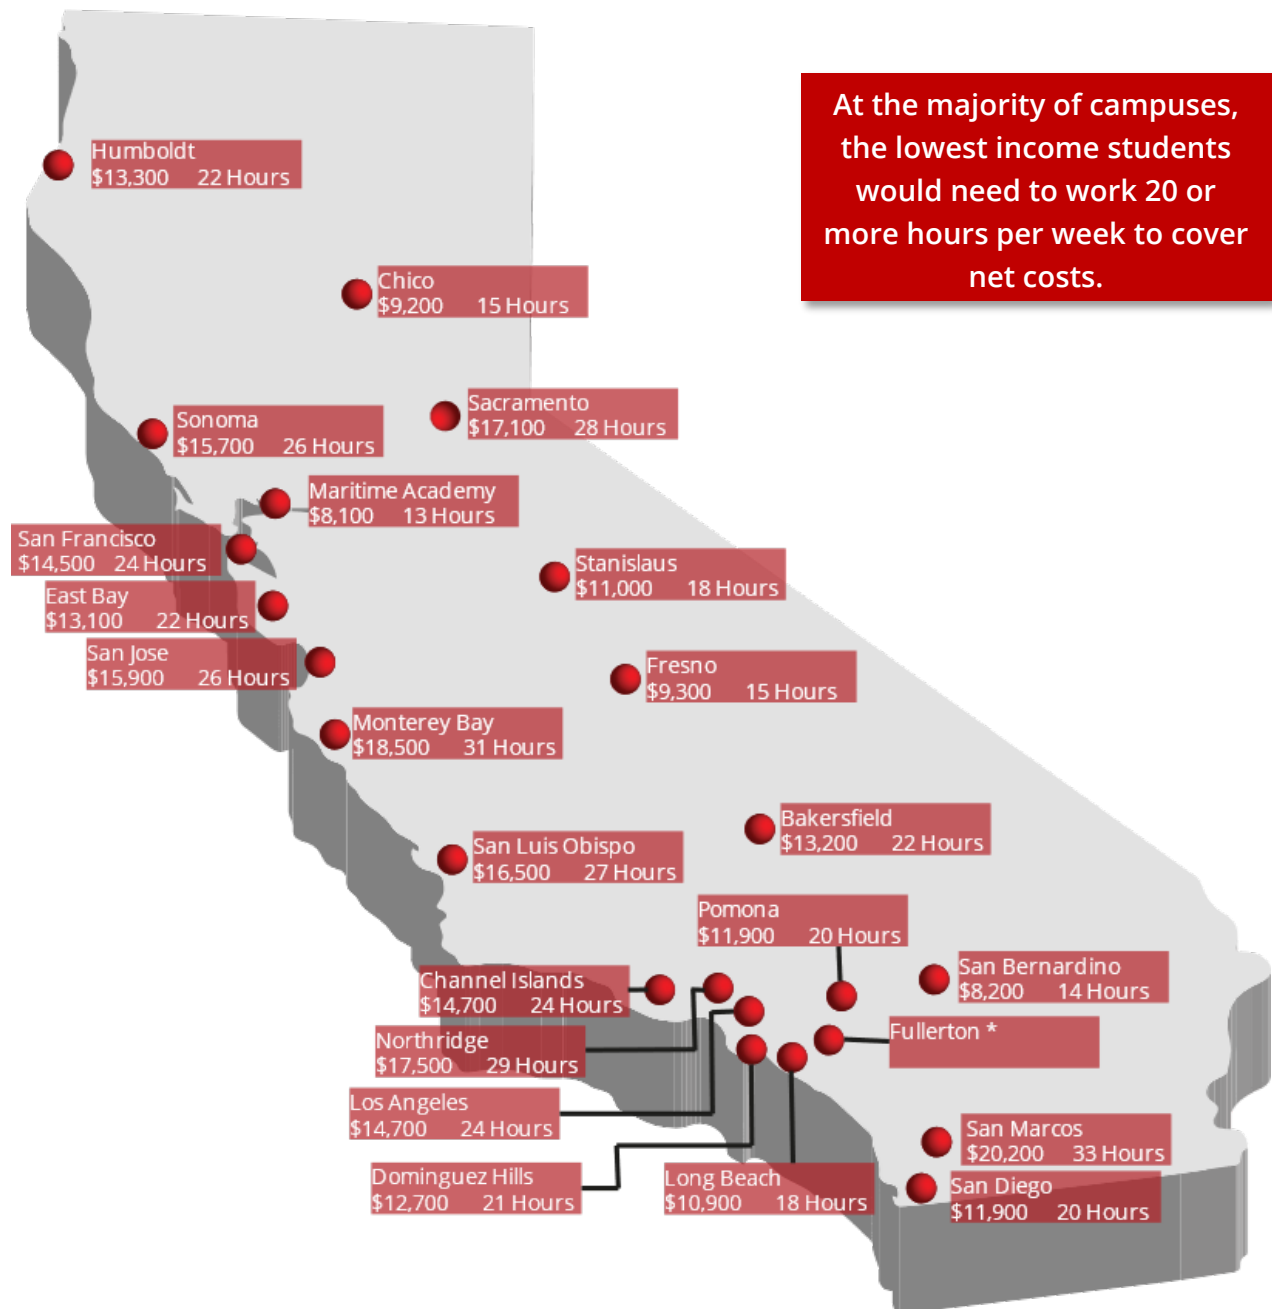 At the majority of campuses,
the lowest income students
would need to work 20 or
more hours per week to cover
net costs.
Humboldt
$13,300 22 Hours
Chico
$9,200 15 Hours
Sacramento
$17,100 28 Hours
Sonoma
$15,700 26 Hours
Maritime Academy
$8,100 13 Hours
San Francisco
$14,500 24 Hours
Stanislaus
$11,000 18 Hours
East Bay
$13,100 22 Hours
San Jose
$15,900 26 Hours
Fresno
$9,300 15 Hours
Monterey Bay
$18,500 31 Hours
Bakersfield
$13,200 22 Hours
San Luis Obispo
$16,500 27 Hours
Pomona
$11,900 20 Hours
San Bernardino
$8,200 14 Hours
Channel Islands
$14,700 24 Hours
Fullerton *
Northridge
$17,500 29 Hours
Los Angeles
$14,700 24 Hours
San Marcos
$20,200 33 Hours
Dominguez Hills
$12,700 21 Hours
Long Beach
$10,900 18 Hours
San Diego
$11,900 20 Hours